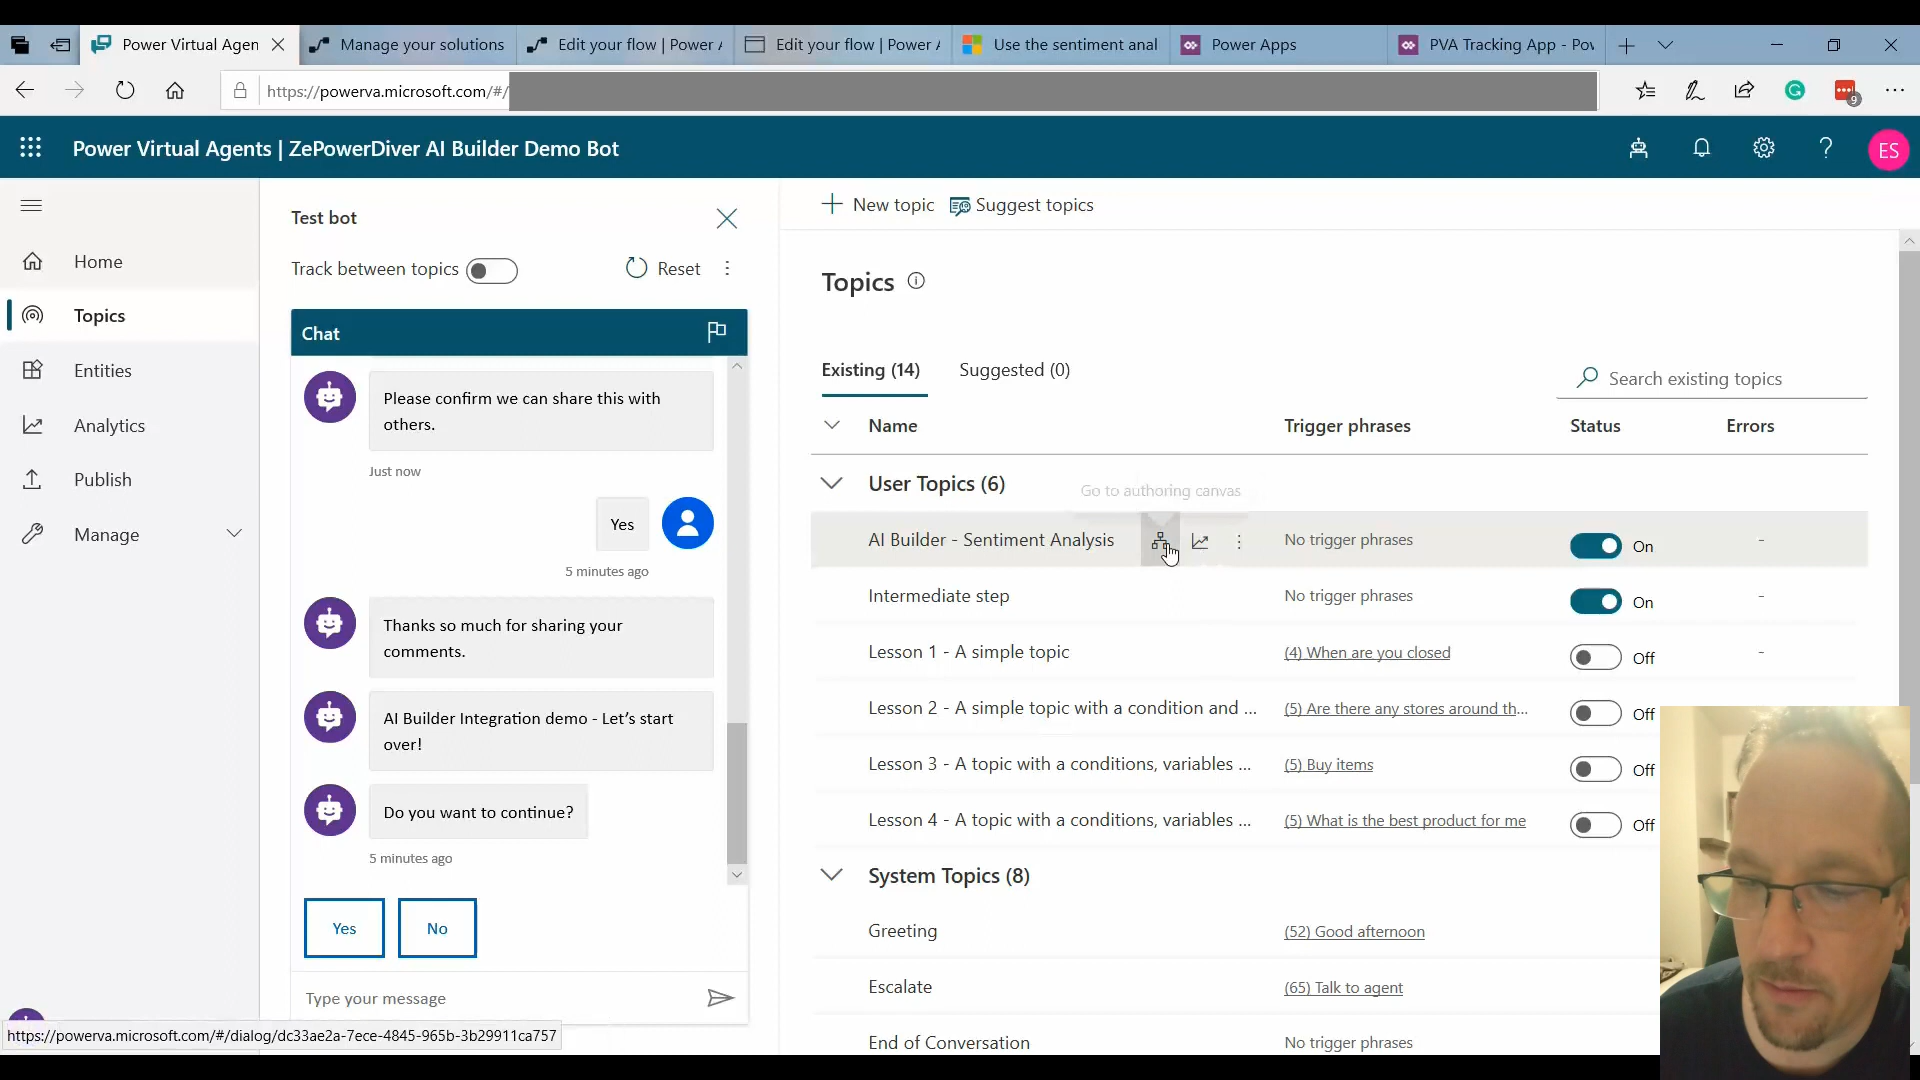 Power Virtual Agen
Manage your solutions
Edit your flow | Power A
Edit your flow | Power A
Use the sentiment anal
Power Apps
PVA Tracking App - Pow
https://powerva.microsoft.com/#/
9
Power Virtual Agents | ZePowerDiver AI Builder Demo Bot
ES
Home
Topics
Entities
Analytics
Publish
Manage
Test bot
Track between topics
Reset
Chat
Please confirm we can share this with
others.
Just now
Yes
5 minutes ago
Thanks so much for sharing your
comments.
AI Builder Integration demo - Let’s start
over!
Do you want to continue?
5 minutes ago
Yes
No
Type your message
https://powerva.microsoft.com/#/dialog/dc33ae2a-7ece-4845-965b-3b29911ca757
New topic
Suggest topics
Topics
Existing (14)
Suggested (0)
Search existing topics
Name
Trigger phrases
Status
Errors
User Topics (6)
Go to authoring canvas
AI Builder - Sentiment Analysis
No trigger phrases
On
-
Intermediate step
No trigger phrases
On
-
Lesson 1 - A simple topic
(4) When are you closed
Off
-
Lesson 2 - A simple topic with a condition and ...
(5) Are there any stores around th...
Off
Lesson 3 - A topic with a conditions, variables ...
(5) Buy items
Off
Lesson 4 - A topic with a conditions, variables ...
(5) What is the best product for me
Off
System Topics (8)
Greeting
(52) Good afternoon
Escalate
(65) Talk to agent
End of Conversation
No trigger phrases